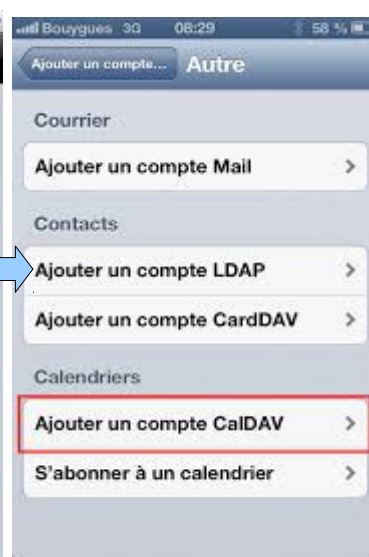 Bouygues 3G 08:29 58 %
Ajouter un compte... Autre
Courrier
Ajouter un compte Mail
Contacts
Ajouter un compte LDAP
Ajouter un compte CardDAV
Calendriers
Ajouter un compte CalDAV
S'abonner à un calendrier